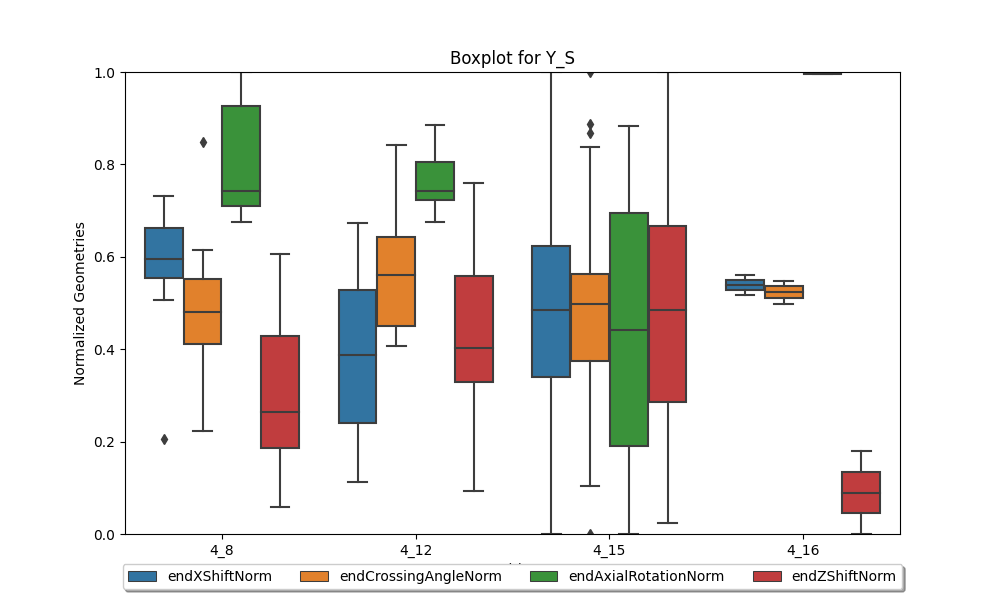 Boxplot for Y_S
Normalized Geometries
1.0
0.8
0.6
0.4
0.2
0.0
4_8 4_12 4_15 4_16
endXShiftNorm endCrossingAngleNorm endAxialRotationNorm endZShiftNorm